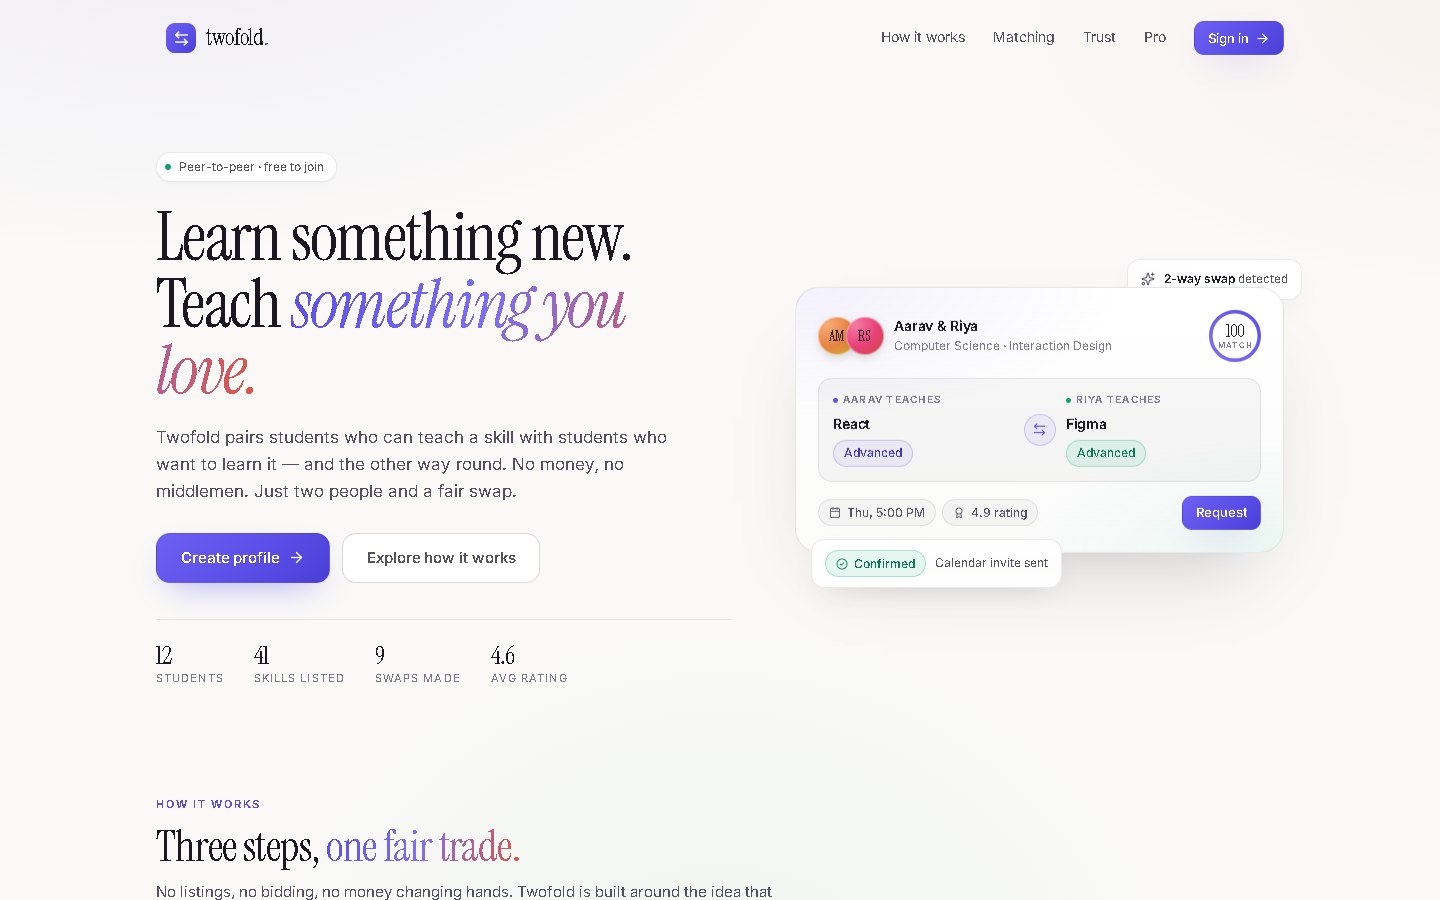 twofold.
How it works
Matching
Trust
Pro
Sign in
Peer-to-peer · free to join
Learn something new.
Teach something you
love.
Twofold pairs students who can teach a skill with students who
want to learn it — and the other way round. No money, no
middlemen. Just two people and a fair swap.
Create profile
Explore how it works
12
STUDENTS
41
SKILLS LISTED
9
SWAPS MADE
4.6
AVG RATING
2-way swap detected
AM
RS
Aarav & Riya
Computer Science · Interaction Design
100
MATCH
AARAV TEACHES
React
Advanced
RIYA TEACHES
Figma
Advanced
Thu, 5:00 PM
4.9 rating
Request
Confirmed
Calendar invite sent
HOW IT WORKS
Three steps, one fair trade.
No listings, no bidding, no money changing hands. Twofold is built around the idea that